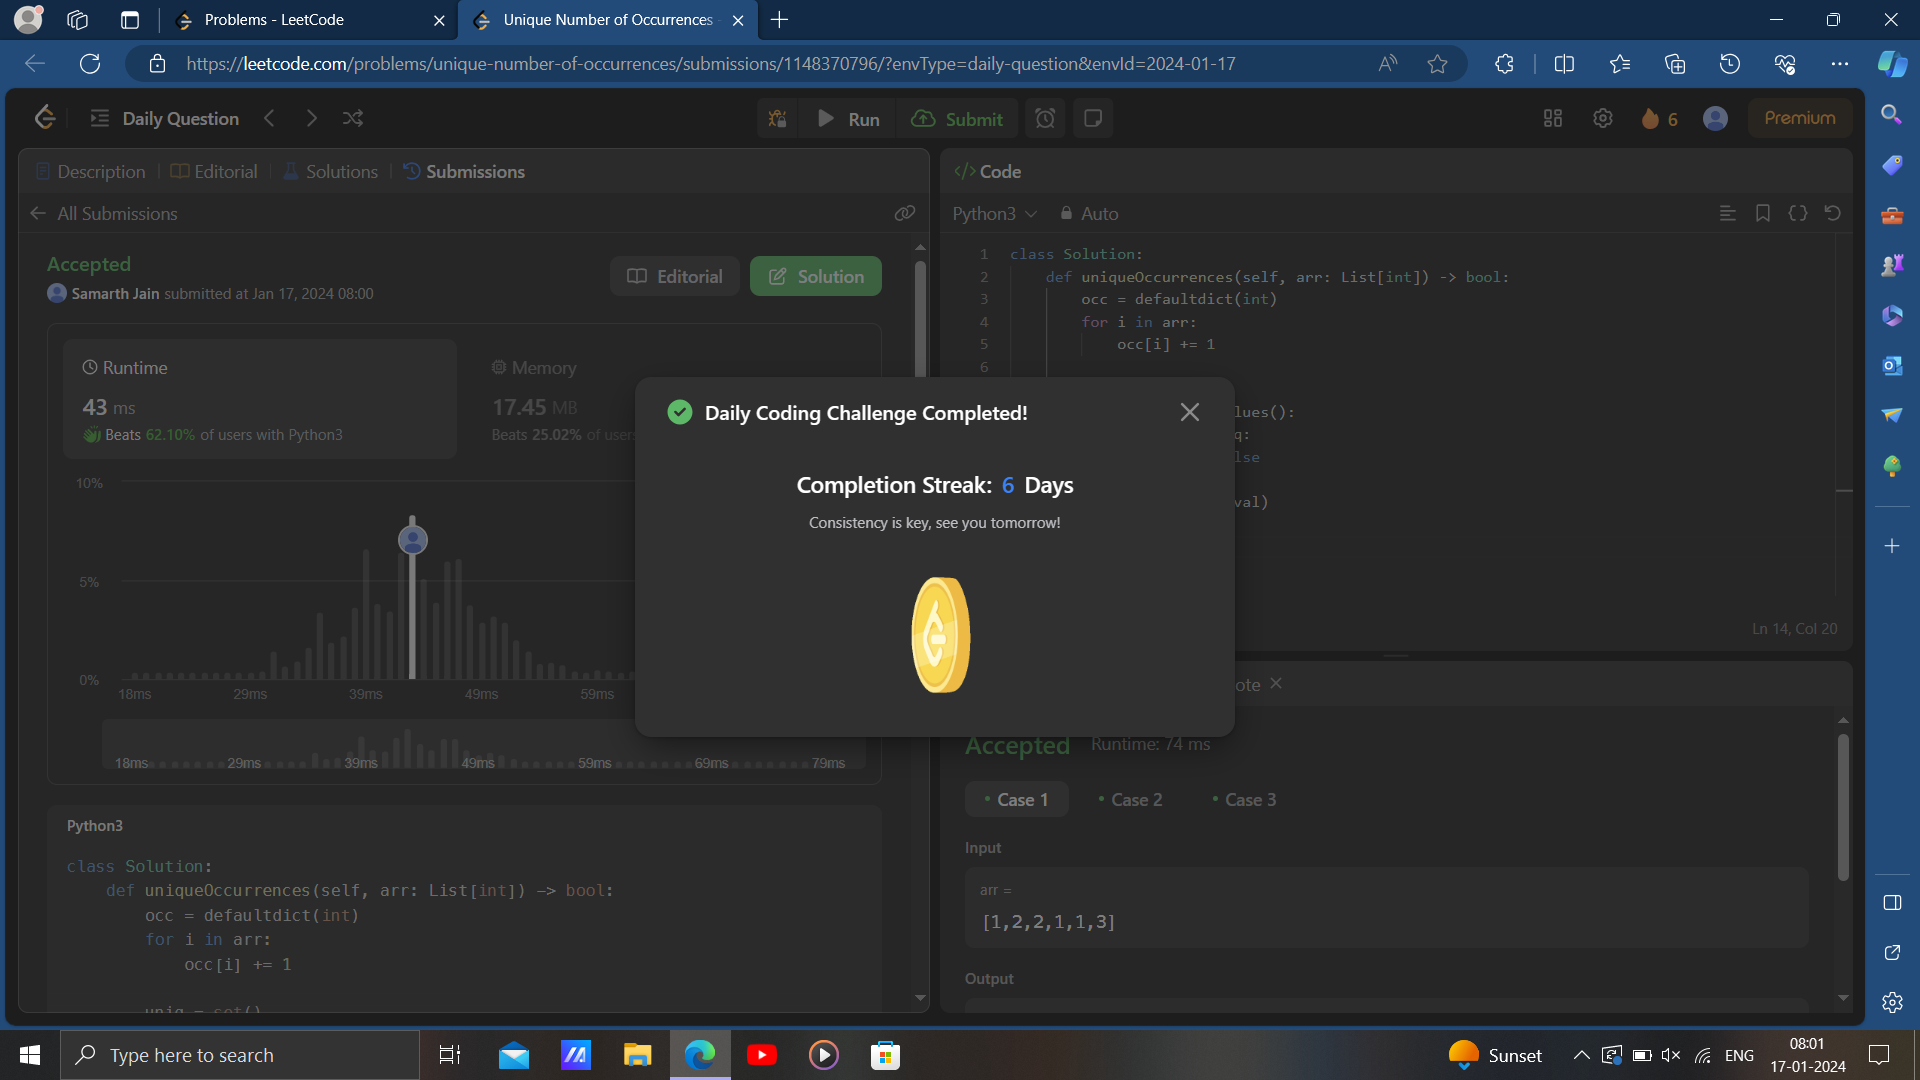 Problems - LeetCode
Unique Number of Occurrences -
https://leetcode.com/problems/unique-number-of-occurrences/submissions/1148370796/?envType=daily-question&envId=2024-01-17
Daily Question
Run
Submit
6
Premium
Description
Editorial
Solutions
Submissions
All Submissions
Accepted
Samarth Jain submitted at Jan 17, 2024 08:00
Editorial
Solution
Runtime
43 ms
Beats 62.10% of users with Python3
Memory
17.45 MB
Beats 25.02% of users
10%
5%
0%
18ms 29ms 39ms 49ms 59ms
18ms 29ms 39ms 49ms 59ms 69ms 79ms
Python3
class Solution:
def uniqueOccurrences(self, arr: List[int]) -> bool:
occ = defaultdict(int)
for i in arr:
occ[i] += 1
uniq = set()
</> Code
Python3
Auto
1 class Solution:
2 def uniqueOccurrences(self, arr: List[int]) -> bool:
3 occ = defaultdict(int)
4 for i in arr:
5 occ[i] += 1
6
lues():
q:
lse
val)
Ln 14, Col 20
Daily Coding Challenge Completed!
Completion Streak: 6 Days
Consistency is key, see you tomorrow!
ote
Accepted
Runtime: 74 ms
Case 1
Case 2
Case 3
Input
arr =
[1,2,2,1,1,3]
Output
Type here to search
Sunset
ENG
08:01
17-01-2024